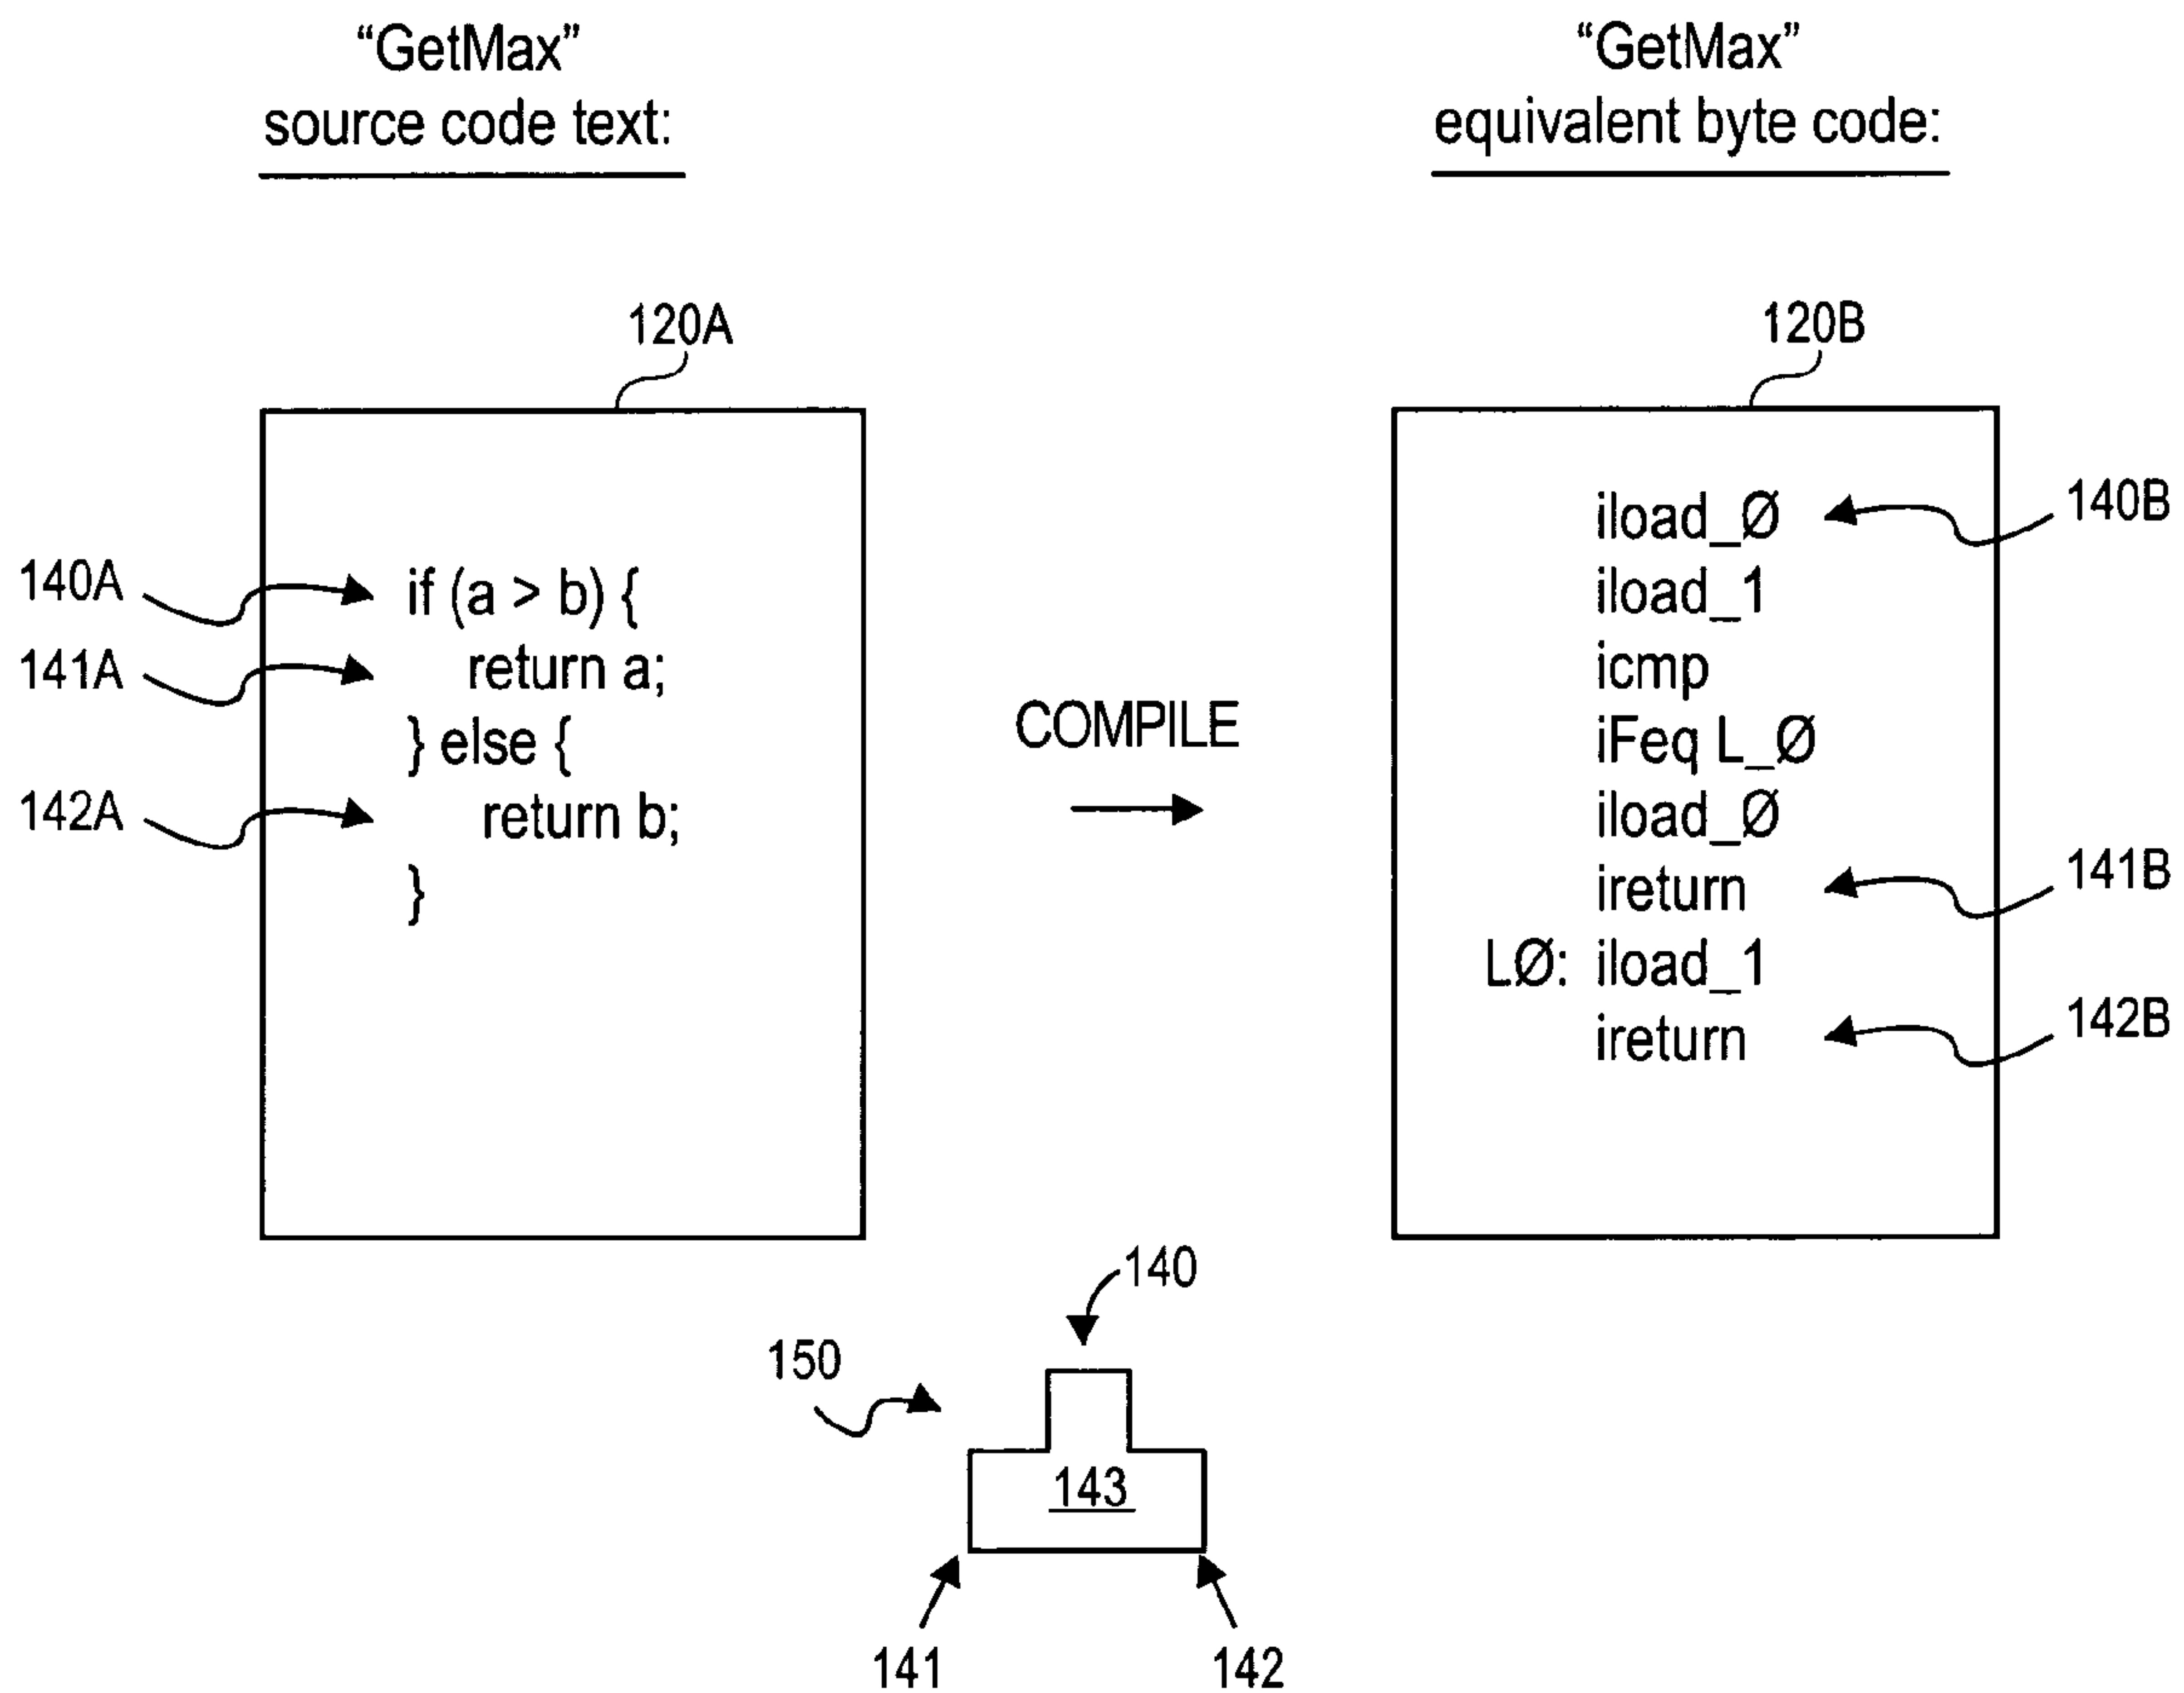 “GetMax”
source code text:
“GetMax”
equivalent byte code:
120A
120B
140A
if (a > b) {
141A
return a;
} else {
142A
return b;
}
COMPILE
iload_Ø
140B
iload_1
icmp
iFeq L_Ø
iload_Ø
ireturn
141B
LØ: iload_1
ireturn
142B
140
150
143
141
142